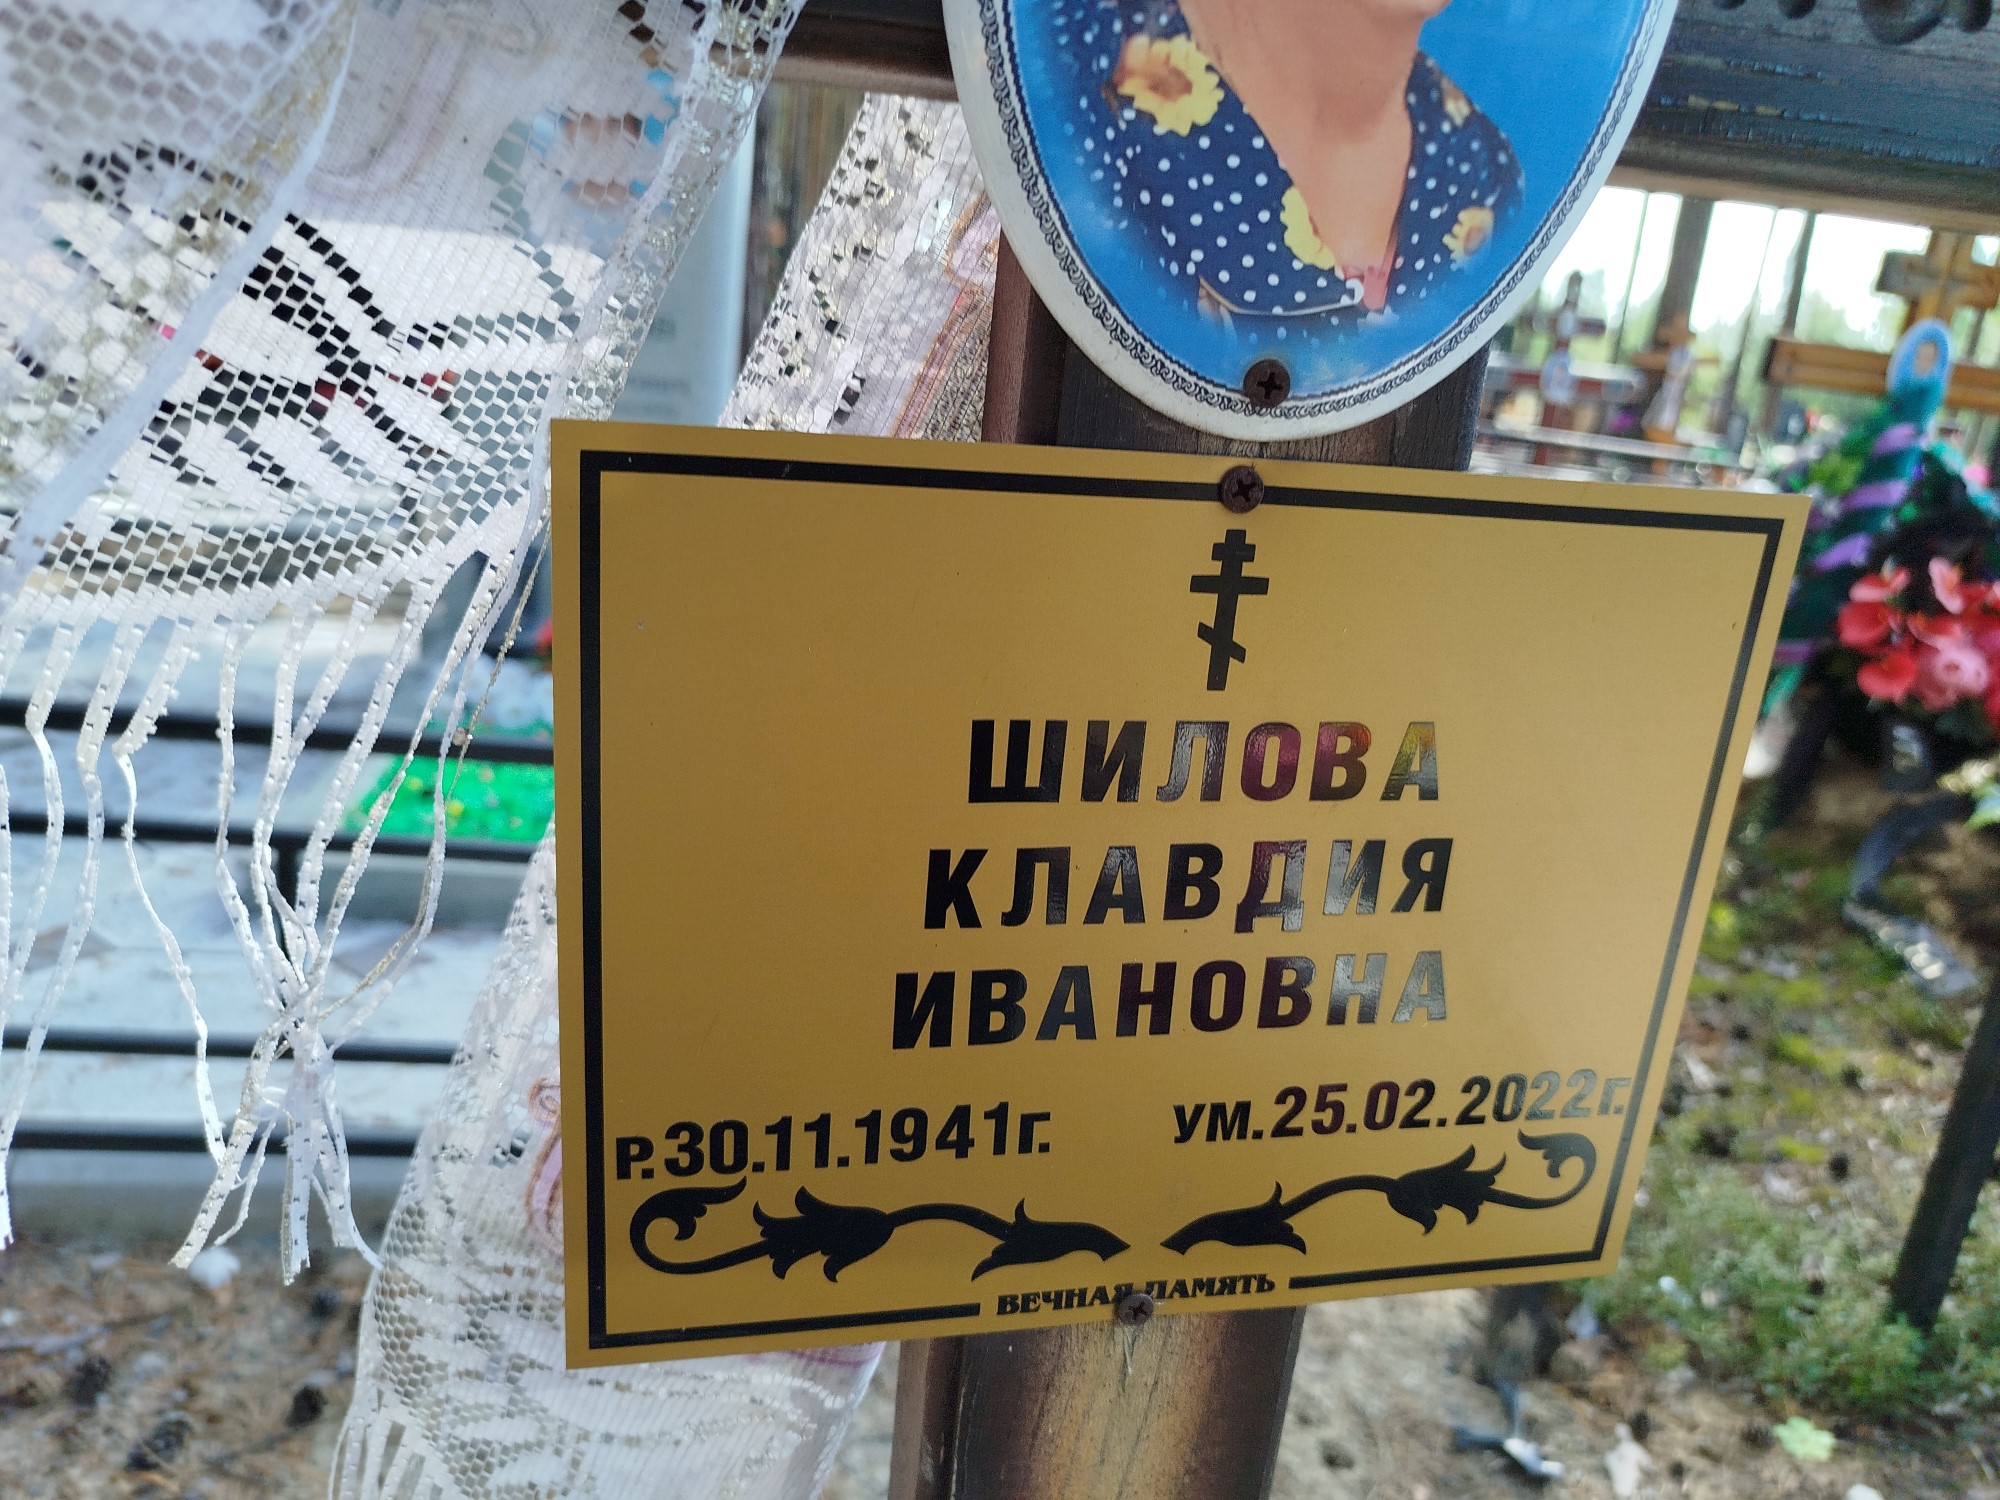 ШИЛОВА
КЛАВДИЯ
ИВАНОВНА
Р.30.11.1941г. УМ.25.02.2022г.
ВЕЧНАЯ ПАМЯТЬ